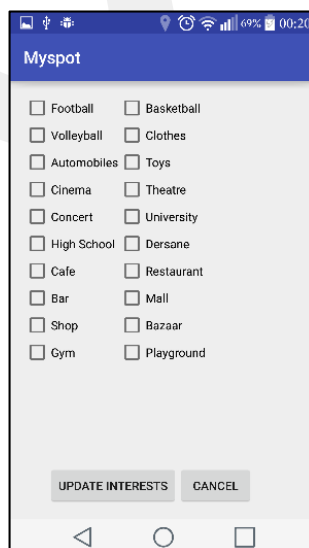 69% 00:20
Myspot
Football Basketball
Volleyball Clothes
Automobiles Toys
Cinema Theatre
Concert University
High School Dersane
Cafe Restaurant
Bar Mall
Shop Bazaar
Gym Playground
UPDATE INTERESTS CANCEL